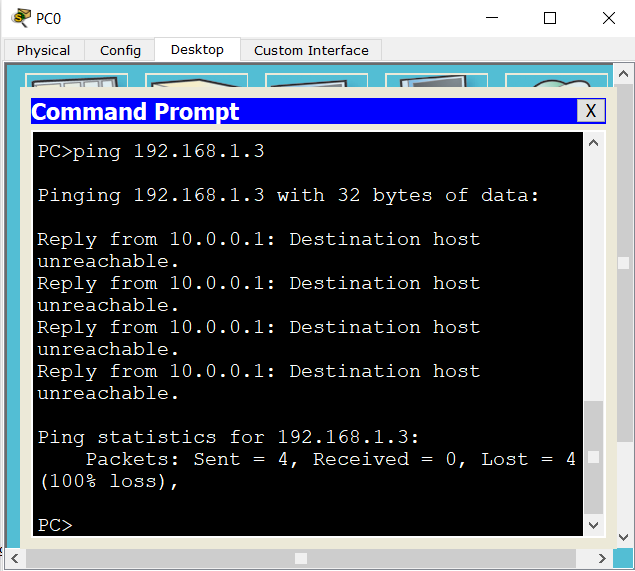 PC0
Physical Config Desktop Custom Interface
Command Prompt X
PC>ping 192.168.1.3
Pinging 192.168.1.3 with 32 bytes of data:
Reply from 10.0.0.1: Destination host
unreachable.
Reply from 10.0.0.1: Destination host
unreachable.
Reply from 10.0.0.1: Destination host
unreachable.
Reply from 10.0.0.1: Destination host
unreachable.
Ping statistics for 192.168.1.3:
    Packets: Sent = 4, Received = 0, Lost = 4
(100% loss),
PC>